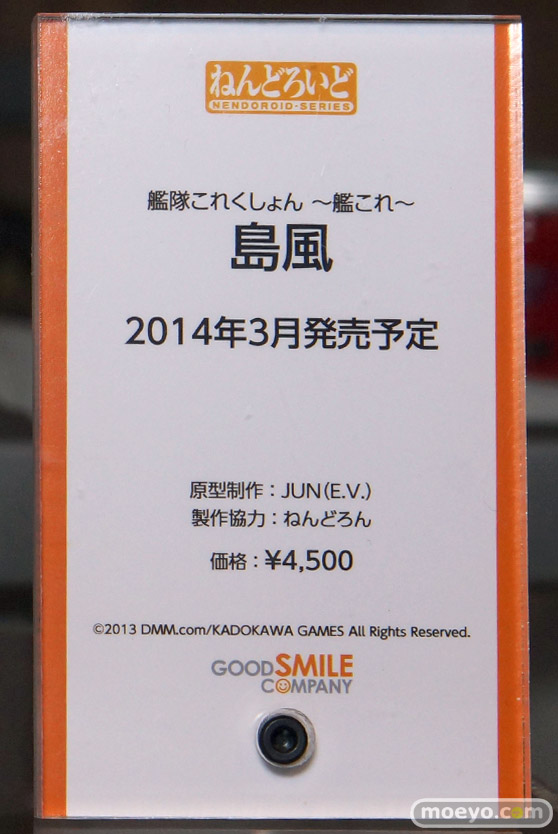 ねんどろいど
NENDOROID・SERIES
艦隊これくしょん ～艦これ～
島風
2014年3月発売予定
原型制作：JUN(E.V.)
製作協力：ねんどろん
価格：¥4,500
©2013 DMM.com/KADOKAWA GAMES All Rights Reserved.
GOOD SMILE
COMPANY
moeyo.com